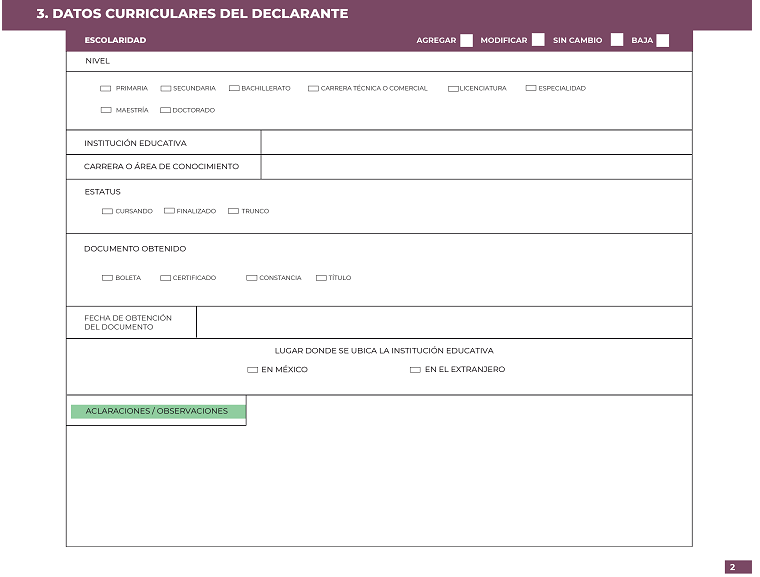 3. DATOS CURRICULARES DEL DECLARANTE
ESCOLARIDAD AGREGAR MODIFICAR SIN CAMBIO BAJA
NIVEL
PRIMARIA SECUNDARIA BACHILLERATO CARRERA TÉCNICA O COMERCIAL LICENCIATURA ESPECIALIDAD
MAESTRÍA DOCTORADO
INSTITUCIÓN EDUCATIVA
CARRERA O ÁREA DE CONOCIMIENTO
ESTATUS
CURSANDO FINALIZADO TRUNCO
DOCUMENTO OBTENIDO
BOLETA CERTIFICADO CONSTANCIA TÍTULO
FECHA DE OBTENCIÓN
DEL DOCUMENTO
LUGAR DONDE SE UBICA LA INSTITUCIÓN EDUCATIVA
EN MÉXICO EN EL EXTRANJERO
ACLARACIONES / OBSERVACIONES
2